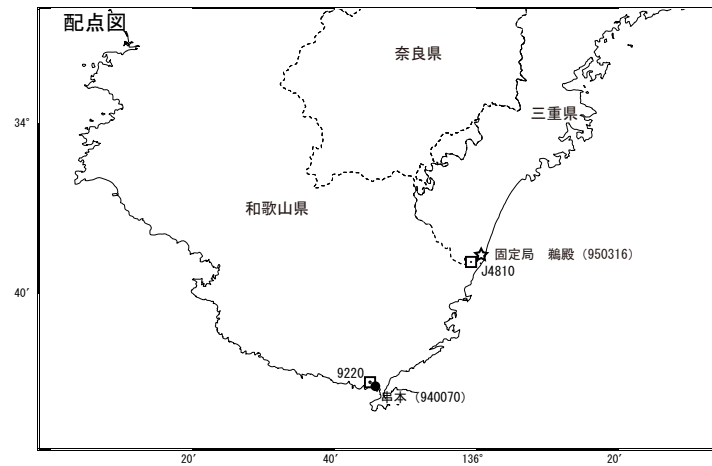 配点図
奈良県
34°
三重県
和歌山県
固定局　鵜殿（950316）
J4810
40′
9220
串本（940070）
20′
40′
136°
20′